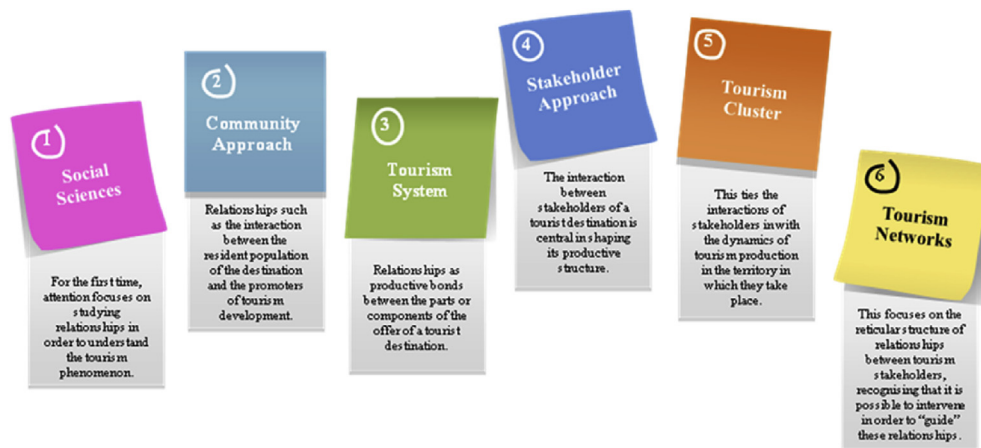 1
Social
Sciences
For the first time,
attention focuses on
studying
relationships in
order to understand
the tourism
phenomenon.
2
Community
Approach
Relationships such
as the interaction
between the
resident population
of the destination
and the promoters
of tourism
development.
3
Tourism
System
Relationships as
productive bonds
between the parts or
components of the
offer of a tourist
destination.
4
Stakeholder
Approach
The interaction
between
stakeholders of a
tourist destination is
central in shaping
its productive
structure.
5
Tourism
Cluster
This ties the
interactions of
stakeholders in with
the dynamics of
tourism production
in the territory in
which they take
place.
6
Tourism
Networks
This focuses on the
reticular structure of
relationships
between tourism
stakeholders,
recognising that it is
possible to intervene
in order to “guide”
these relationships.